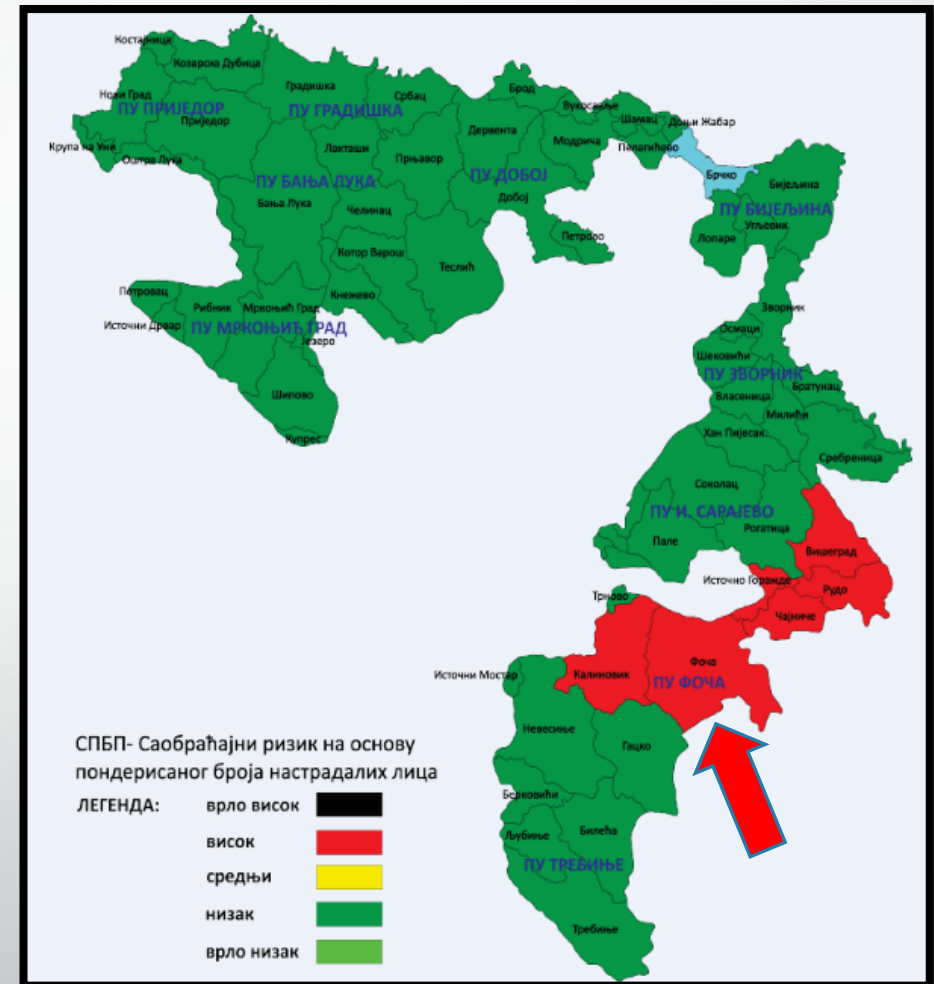 Костајница
Козарска Дубица
Градишка
Србац
Брод
Нови Град
ПУ ПРИЈЕДОР
ПУ ГРАДИШКА
Вукосавље
Приједор
Дервента
Шамац
Доњи Жабар
Крупа на Уни
Оштра Лука
Лакташи
Прњавор
Модрича
Пелагићево
ПУ БАЊА ЛУКА
ПУ ДОБОЈ
Брчко
Бијељина
Бања Лука
Челинац
Добој
ПУ БИЈЕЉИНА
Угљевик
Лопаре
Котор Варош
Петрово
Теслић
Петровац
Рибник
Мркоњић Град
Кнежево
Зворник
Источни Дрвар
ПУ МРКОЊИЋ ГРАД
Језеро
Осмаци
Шековићи
ПУ ЗВОРНИК
Братунац
Шипово
Власеница
Милићи
Купрес
Хан Пијесак
Сребреница
Соколац
ПУ И. САРАЈЕВО
Рогатица
Пале
Вишеград
Источно Горажде
Рудо
Трново
Чајниче
Фоча
Источни Мостар
Калиновик
ПУ ФОЧА
Невесиње
Гацко
Берковићи
Љубиње
Билећа
ПУ ТРЕБИЊЕ
Требиње
СПБП- Саобраћајни ризик на основу
пондерисаног броја настрадалих лица
ЛЕГЕНДА: врло висок
висок
средњи
низак
врло низак